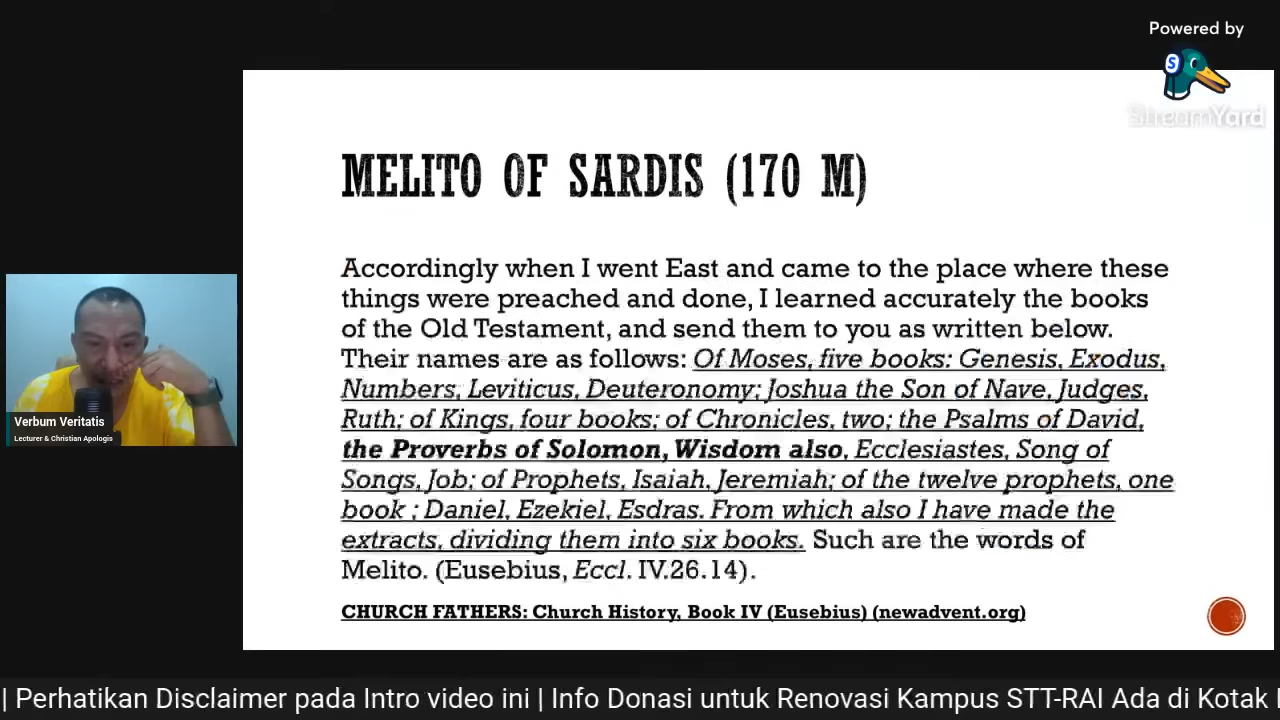 Powered by
StreamYard
MELITO OF SARDIS (170 M)
Accordingly when I went East and came to the place where these
things were preached and done, I learned accurately the books
of the Old Testament, and send them to you as written below.
Their names are as follows: Of Moses, five books: Genesis, Exodus,
Numbers, Leviticus, Deuteronomy; Joshua the Son of Nave, Judges,
Ruth; of Kings, four books; of Chronicles, two; the Psalms of David,
the Proverbs of Solomon, Wisdom also, Ecclesiastes, Song of
Songs, Job; of Prophets, Isaiah, Jeremiah; of the twelve prophets, one
book ; Daniel, Ezekiel, Esdras. From which also I have made the
extracts, dividing them into six books. Such are the words of
Melito. (Eusebius, Eccl. IV.26.14).
CHURCH FATHERS: Church History, Book IV (Eusebius) (newadvent.org)
Verbum Veritatis
Lecturer & Christian Apologis
| Perhatikan Disclaimer pada Intro video ini | Info Donasi untuk Renovasi Kampus STT-RAI Ada di Kotak